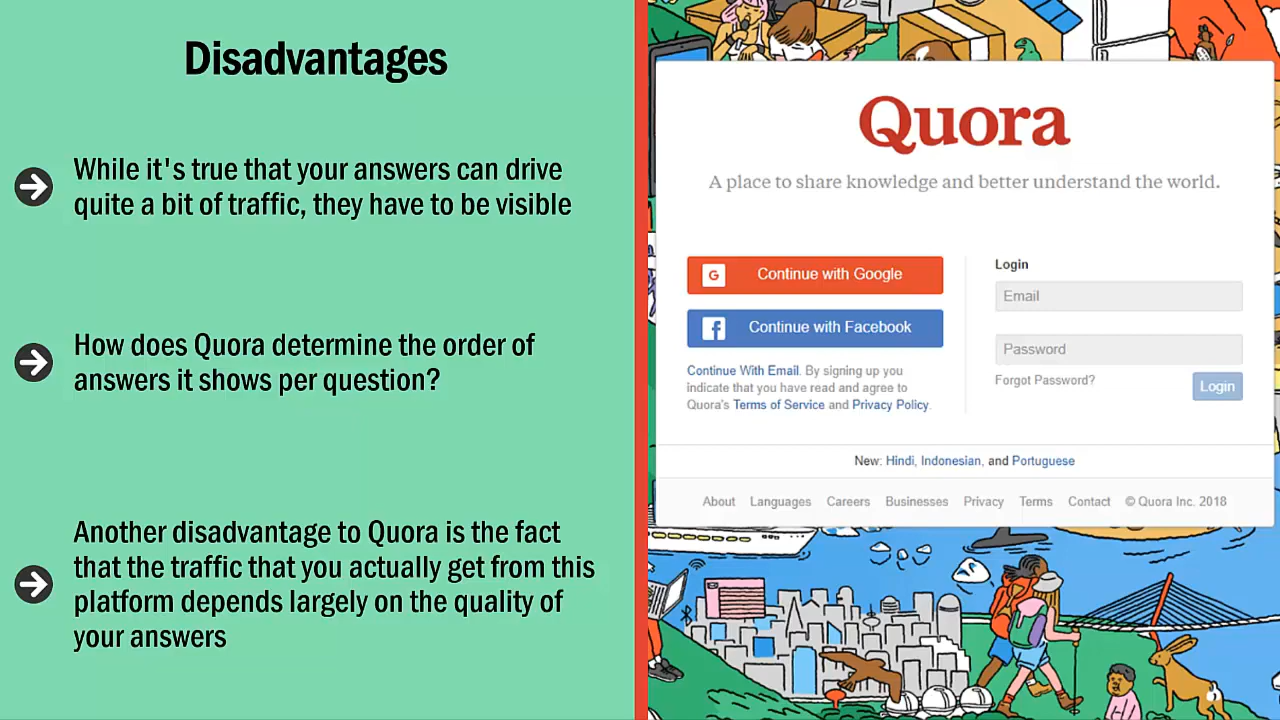 Disadvantages
While it's true that your answers can drive
quite a bit of traffic, they have to be visible
How does Quora determine the order of
answers it shows per question?
Another disadvantage to Quora is the fact
that the traffic that you actually get from this
platform depends largely on the quality of
your answers
Quora
A place to share knowledge and better understand the world.
G Continue with Google
f Continue with Facebook
Continue With Email. By signing up you
indicate that you have read and agree to
Quora's Terms of Service and Privacy Policy.
Login
Email
Password
Forgot Password?
Login
New: Hindi, Indonesian, and Portuguese
About Languages Careers Businesses Privacy Terms Contact © Quora Inc. 2018